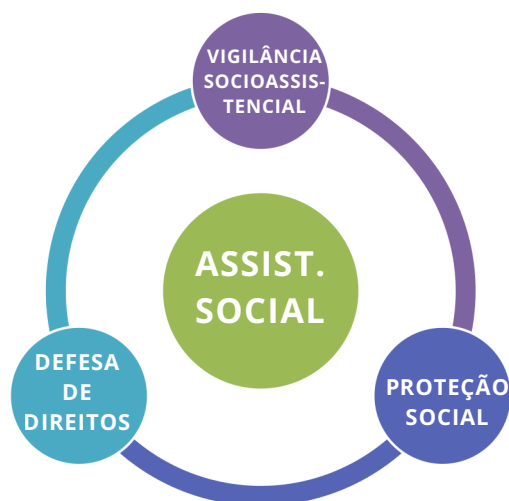 VIGILÂNCIA
SOCIOASSIS-
TENCIAL
ASSIST.
SOCIAL
DEFESA
DE
DIREITOS
PROTEÇÃO
SOCIAL